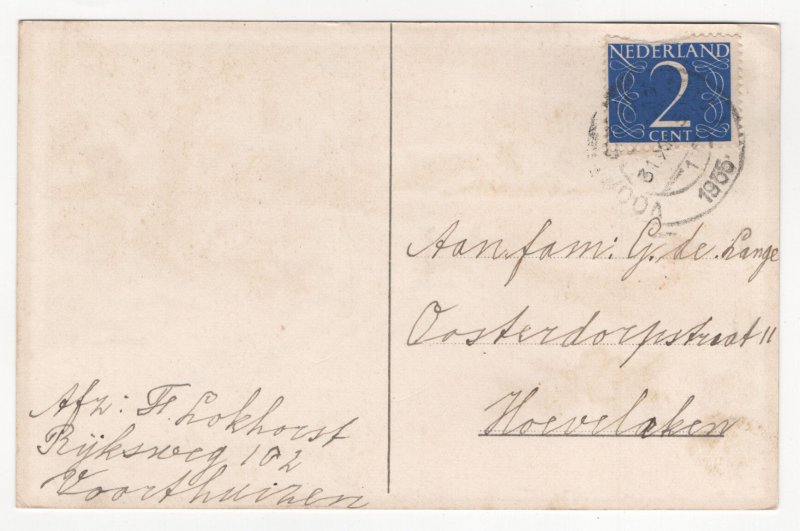 NEDERLAND
2
CENT
1955
Aan fam: G. de Lange
Oosterdorpstraat 11
Hoevelaken
Afz: Lokhorst
Rijksweg 102
Voorthuizen